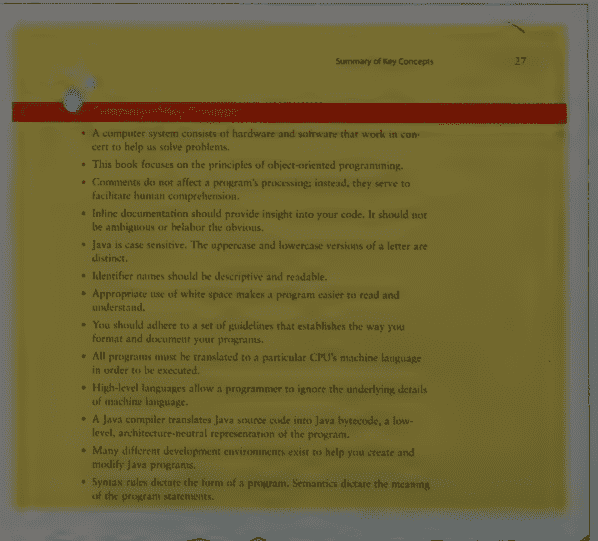 Summary of Key Concepts 27
Summary of Key Concepts
• A computer system consists of hardware and software that work in con-
cert to help us solve problems.
• This book focuses on the principles of object-oriented programming.
• Comments do not affect a program's processing; instead, they serve to
facilitate human comprehension.
• Inline documentation should provide insight into your code. It should not
be ambiguous or belabor the obvious.
• Java is case sensitive. The uppercase and lowercase versions of a letter are
distinct.
• Identifier names should be descriptive and readable.
• Appropriate use of white space makes a program easier to read and
understand.
• You should adhere to a set of guidelines that establishes the way you
format and document your programs.
• All programs must be translated to a particular CPU's machine language
in order to be executed.
• High-level languages allow a programmer to ignore the underlying details
of machine language.
• A Java compiler translates Java source code into Java bytecode, a low-
level, architecture-neutral representation of the program.
• Many different development environments exist to help you create and
modify Java programs.
• Syntax rules dictate the form of a program. Semantics dictate the meaning
of the program statements.